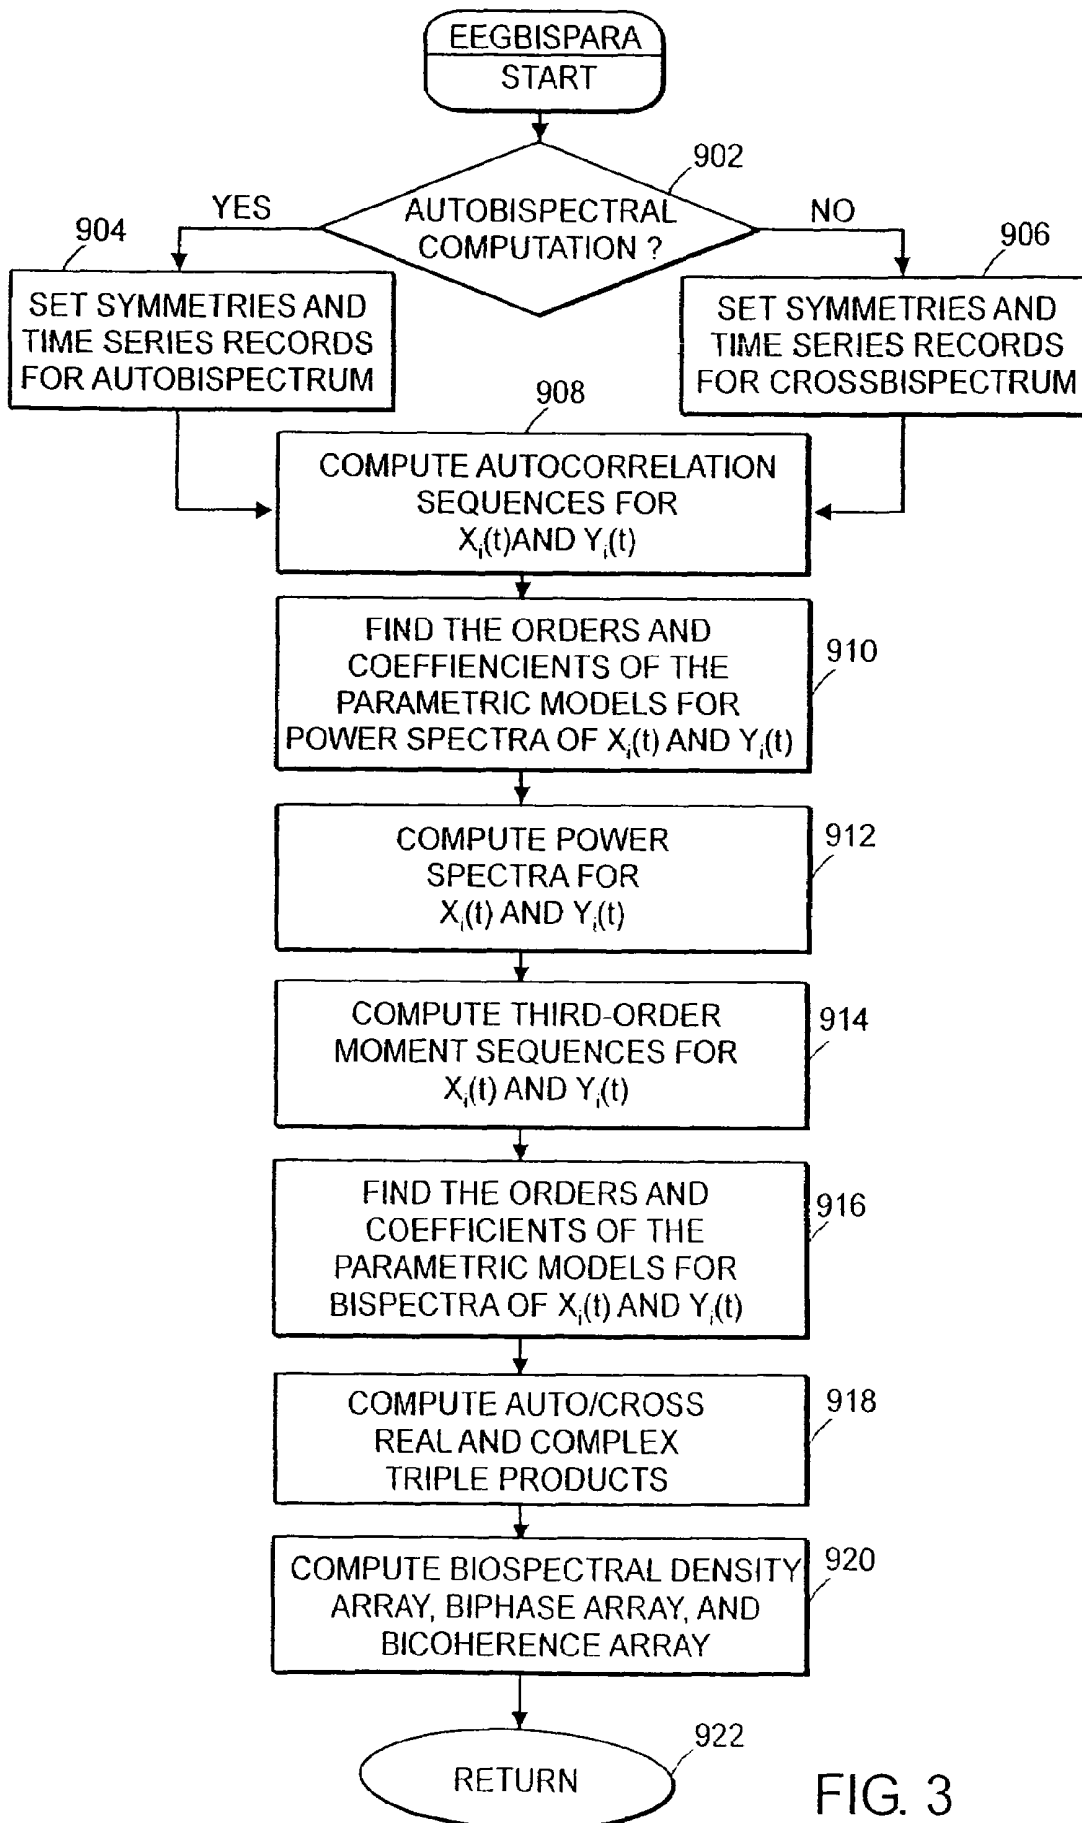 EEGBISPARA
START
902
AUTOBISPECTRAL
COMPUTATION ?
YES
NO
904
906
SET SYMMETRIES AND
TIME SERIES RECORDS
FOR AUTOBISPECTRUM
SET SYMMETRIES AND
TIME SERIES RECORDS
FOR CROSSBISPECTRUM
908
COMPUTE AUTOCORRELATION
SEQUENCES FOR
Xi(t)AND Yi(t)
FIND THE ORDERS AND
COEFFIENCIENTS OF THE
PARAMETRIC MODELS FOR
POWER SPECTRA OF Xi(t) AND Yi(t)
910
COMPUTE POWER
SPECTRA FOR
Xi(t) AND Yi(t)
912
COMPUTE THIRD-ORDER
MOMENT SEQUENCES FOR
Xi(t) AND Yi(t)
914
FIND THE ORDERS AND
COEFFICIENTS OF THE
PARAMETRIC MODELS FOR
BISPECTRA OF Xi(t) AND Yi(t)
916
COMPUTE AUTO/CROSS
REAL AND COMPLEX
TRIPLE PRODUCTS
918
COMPUTE BIOSPECTRAL DENSITY
ARRAY, BIPHASE ARRAY, AND
BICOHERENCE ARRAY
920
RETURN
922
FIG. 3